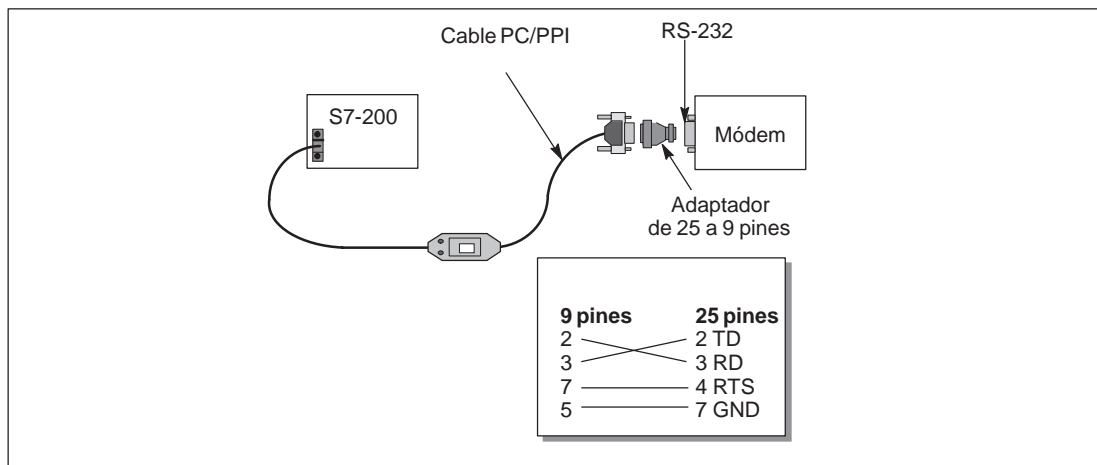 Cable PC/PPI
RS-232
S7-200
Módem
Adaptador
de 25 a 9 pines
9 pines 25 pines
2 2 TD
3 3 RD
7 4 RTS
5 7 GND